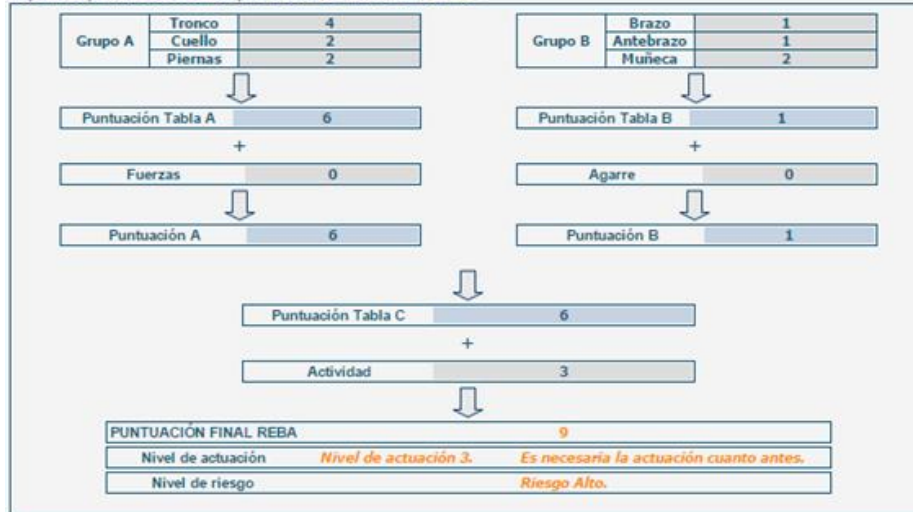 Grupo A Tronco 4 Grupo B Brazo 1
Cuello 2 Antebrazo 1
Piernas 2 Muñeca 2
Puntuación Tabla A 6 Puntuación Tabla B 1
+ +
Fuerzas 0 Agarre 0
Puntuación A 6 Puntuación B 1
Puntuación Tabla C 6
+
Actividad 3
PUNTUACIÓN FINAL REBA 9
Nivel de actuación Nivel de actuación 3. Es necesaria la actuación cuanto antes.
Nivel de riesgo Riesgo Alto.